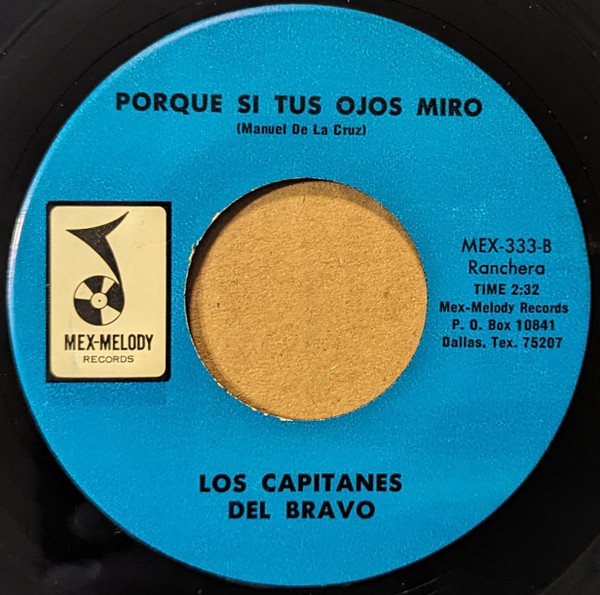 PORQUE SI TUS OJOS MIRO
(Manuel De La Cruz)
MEX-MELODY
RECORDS
MEX-333-B
Ranchera
TIME 2:32
Mex-Melody Records
P. O. Box 10841
Dallas, Tex. 75207
LOS CAPITANES
DEL BRAVO